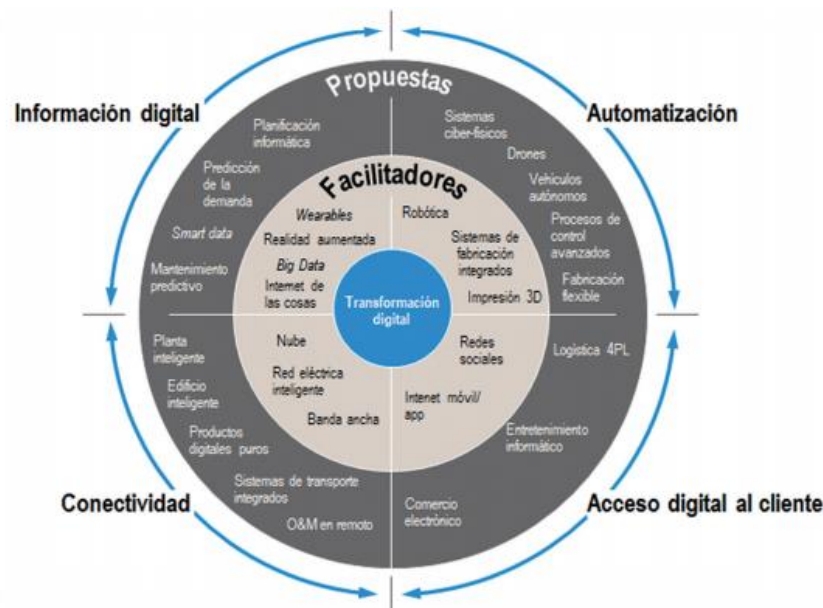 Propuestas
Información digital
Automatización
Planificación
informática
Predicción
de la
demanda
Smart data
Mantenimiento
predictivo
Sistemas
ciber-físicos
Drones
Vehículos
autónomos
Procesos de
control
avanzados
Fabricación
flexible
Facilitadores
Wearables
Realidad aumentada
Big Data
Internet de
las cosas
Robótica
Sistemas de
fabricación
integrados
Impresión 3D
Transformación
digital
Nube
Red eléctrica
inteligente
Banda ancha
Redes
sociales
Intenet móvil/
app
Planta
inteligente
Edificio
inteligente
Productos
digitales puros
Sistemas de transporte
integrados
O&M en remoto
Logística 4PL
Entretenimiento
informático
Comercio
electrónico
Conectividad
Acceso digital al cliente